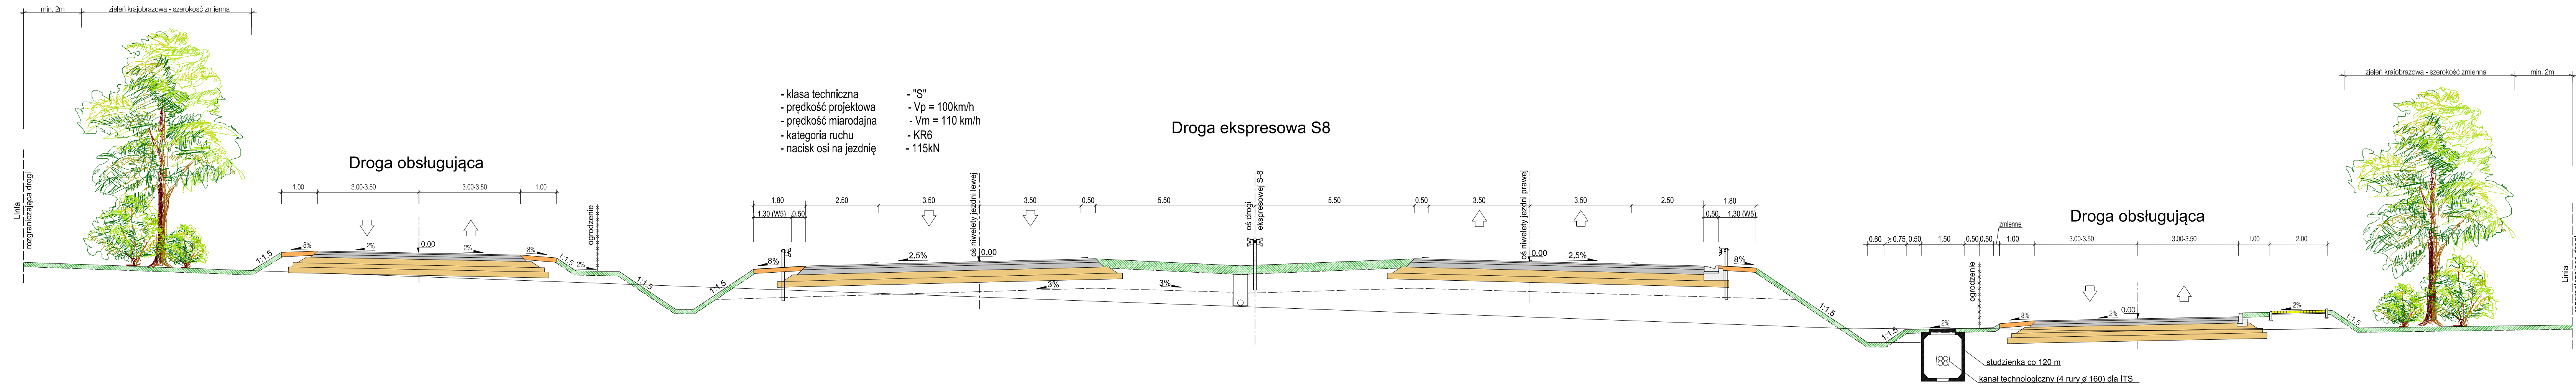 min. 2m
zieleń krajobrazowa - szerokość zmienna
Linia
rozgraniczająca drogi
Droga obsługująca
1.00
3.00-3.50
3.00-3.50
1.00
1:1.5
8%
2%
0.00
2%
8%
1:1.5
2%
ogrodzenie
1:1.5
1:1.5
- klasa techniczna - "S"
- prędkość projektowa - Vp = 100km/h
- prędkość miarodajna - Vm = 110 km/h
- kategoria ruchu - KR6
- nacisk osi na jezdnię - 115kN
Droga ekspresowa S8
1.80
2.50
3.50
3.50
0.50
5.50
5.50
0.50
3.50
3.50
2.50
1.80
1.30 (W5)
0.50
0.50
1.30 (W5)
oś niwelety jezdni lewej
oś drogi
ekspresowej S-8
oś niwelety jezdni prawej
8%
2,5%
0.00
0.00
2,5%
8%
3%
3%
1:1.5
1:1.5
Droga obsługująca
zmienne
0.60
≥ 0.75
0.50
1.50
0.50
0.50
1.00
3.00-3.50
3.00-3.50
1.00
2.00
ogrodzenie
2%
8%
2%
0.00
2%
1:1.5
studzienka co 120 m
kanał technologiczny (4 rury ø 160) dla ITS
zieleń krajobrazowa - szerokość zmienna
min. 2m
Linia